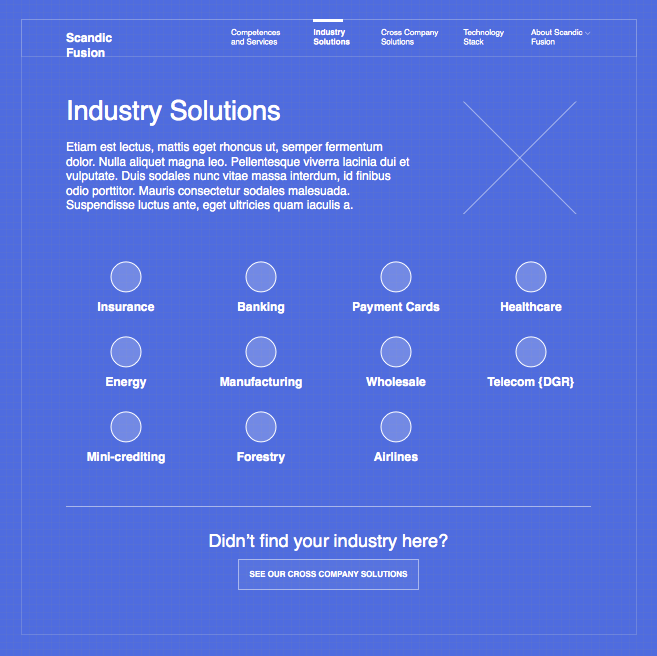 Scandic
Fusion
Competences
and Services
Industry
Solutions
Cross Company
Solutions
Technology
Stack
About Scandic
Fusion
Industry Solutions
Etiam est lectus, mattis eget rhoncus ut, semper fermentum
dolor. Nulla aliquet magna leo. Pellentesque viverra lacinia dui et
vulputate. Duis sodales nunc vitae massa interdum, id finibus
odio porttitor. Mauris consectetur sodales malesuada.
Suspendisse luctus ante, eget ultricies quam iaculis a.
Insurance
Banking
Payment Cards
Healthcare
Energy
Manufacturing
Wholesale
Telecom {DGR}
Mini-crediting
Forestry
Airlines
Didn’t find your industry here?
SEE OUR CROSS COMPANY SOLUTIONS